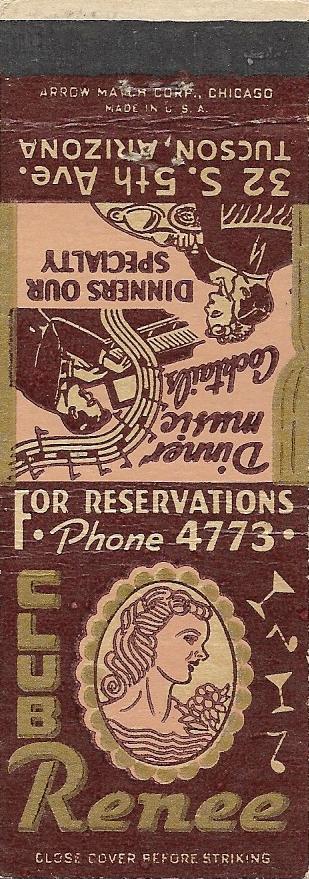 ARROW MATCH CORP., CHICAGO
MADE IN U.S.A.
32 S. 5th Ave.
TUCSON, ARIZONA
DINNERS OUR
SPECIALTY
Dinner
music
Cocktails
FOR RESERVATIONS
• Phone 4773 •
CLUB
Renee
CLOSE COVER BEFORE STRIKING